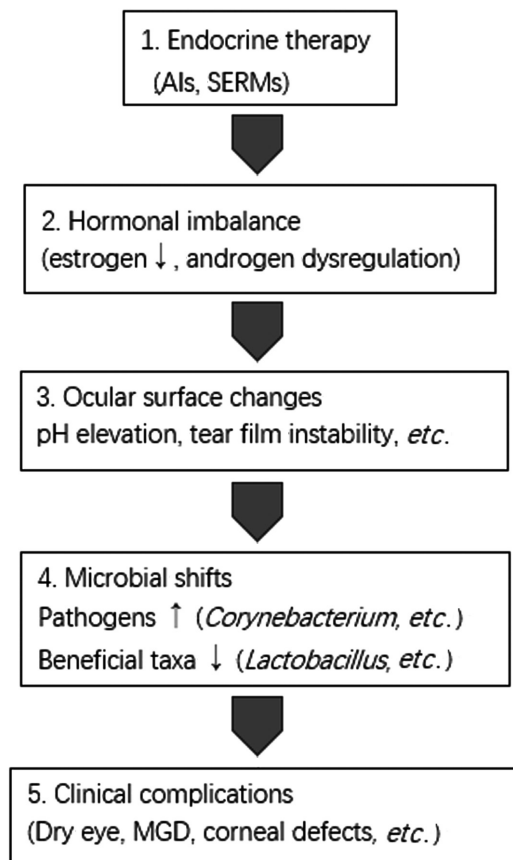 1. Endocrine therapy
(AIs, SERMs)
2. Hormonal imbalance
(estrogen ↓, androgen dysregulation)
3. Ocular surface changes
pH elevation, tear film instability, etc.
4. Microbial shifts
Pathogens ↑ (Corynebacterium, etc.)
Beneficial taxa ↓ (Lactobacillus, etc.)
5. Clinical complications
(Dry eye, MGD, corneal defects, etc.)